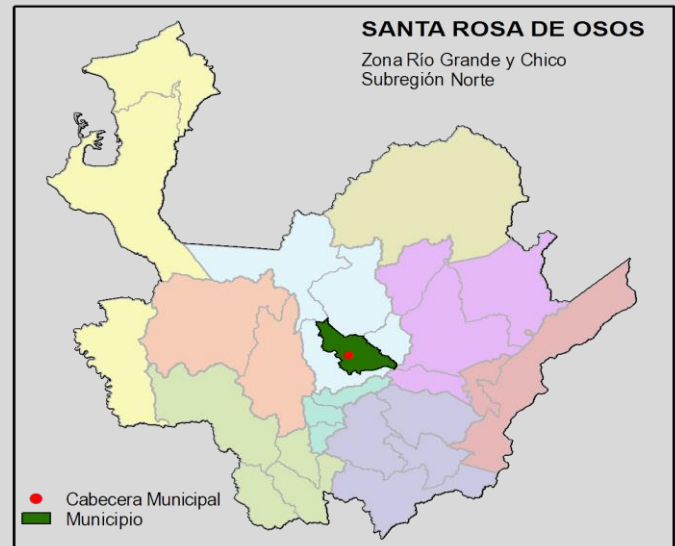 SANTA ROSA DE OSOS
Zona Río Grande y Chico
Subregión Norte
Cabecera Municipal
Municipio